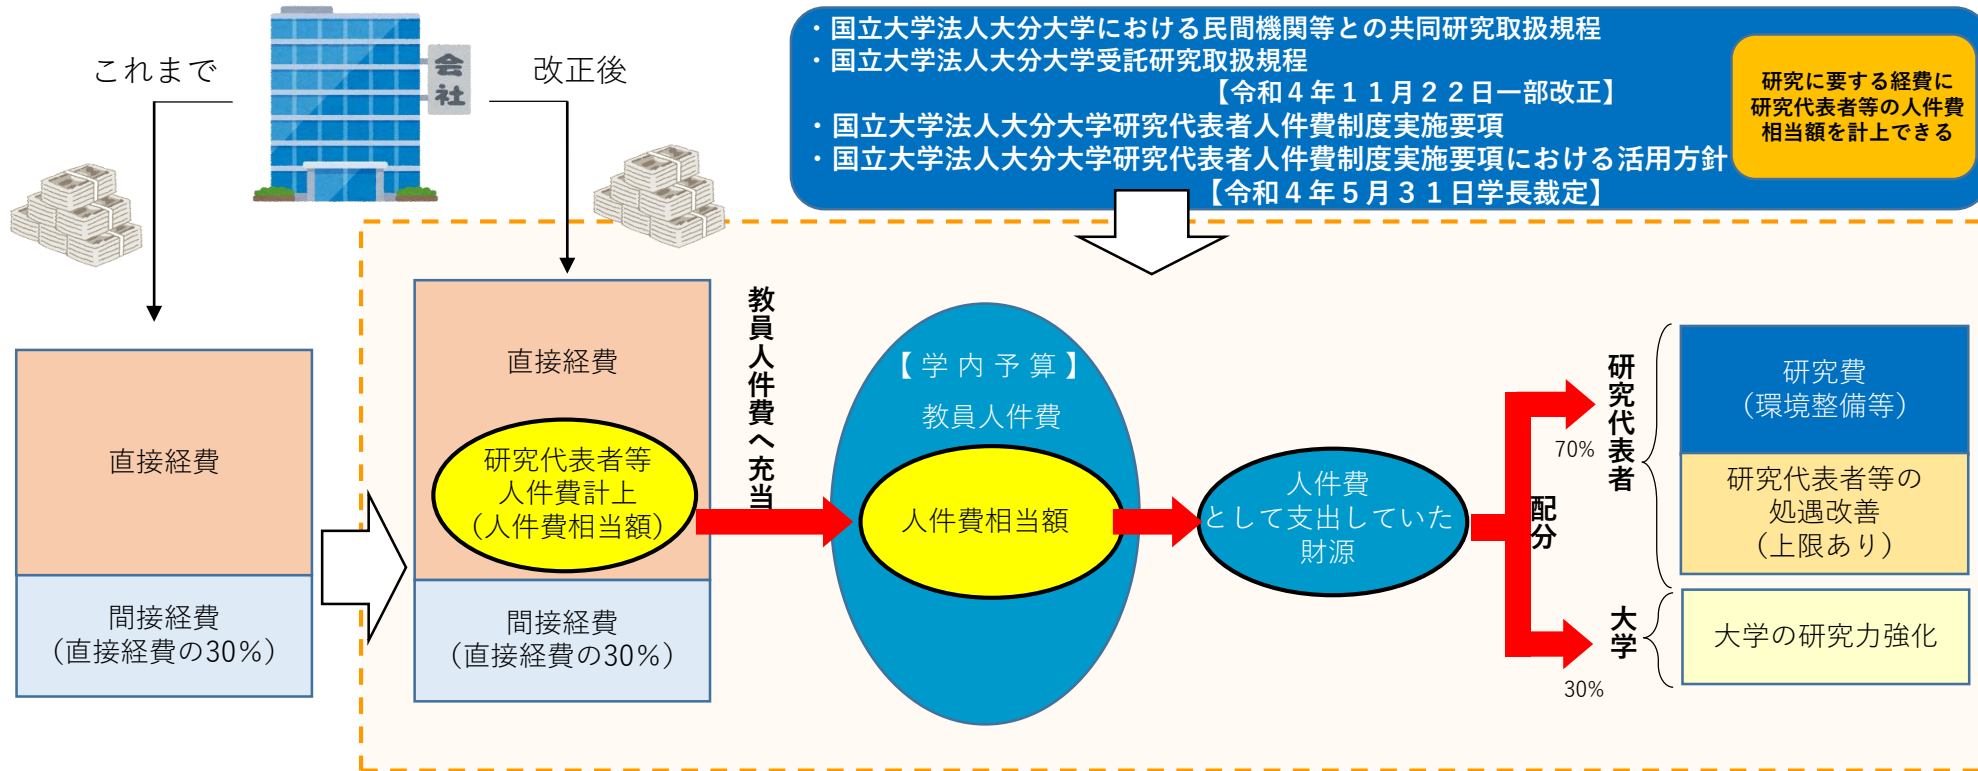 これまで
会社
改正後
・国立大学法人大分大学における民間機関等との共同研究取扱規程
・国立大学法人大分大学受託研究取扱規程
【令和４年１１月２２日一部改正】
・国立大学法人大分大学研究代表者人件費制度実施要項
・国立大学法人大分大学研究代表者人件費制度実施要項における活用方針
【令和４年５月３１日学長裁定】
研究に要する経費に
研究代表者等の人件費
相当額を計上できる
直接経費
間接経費
（直接経費の30%）
直接経費
研究代表者等
人件費計上
（人件費相当額）
間接経費
（直接経費の30%）
教員人件費へ充当
【学内予算】
教員人件費
人件費相当額
人件費
として支出していた
財源
配分
70%
30%
研究代表者
研究費
（環境整備等）
研究代表者等の
処遇改善
（上限あり）
大学
大学の研究力強化